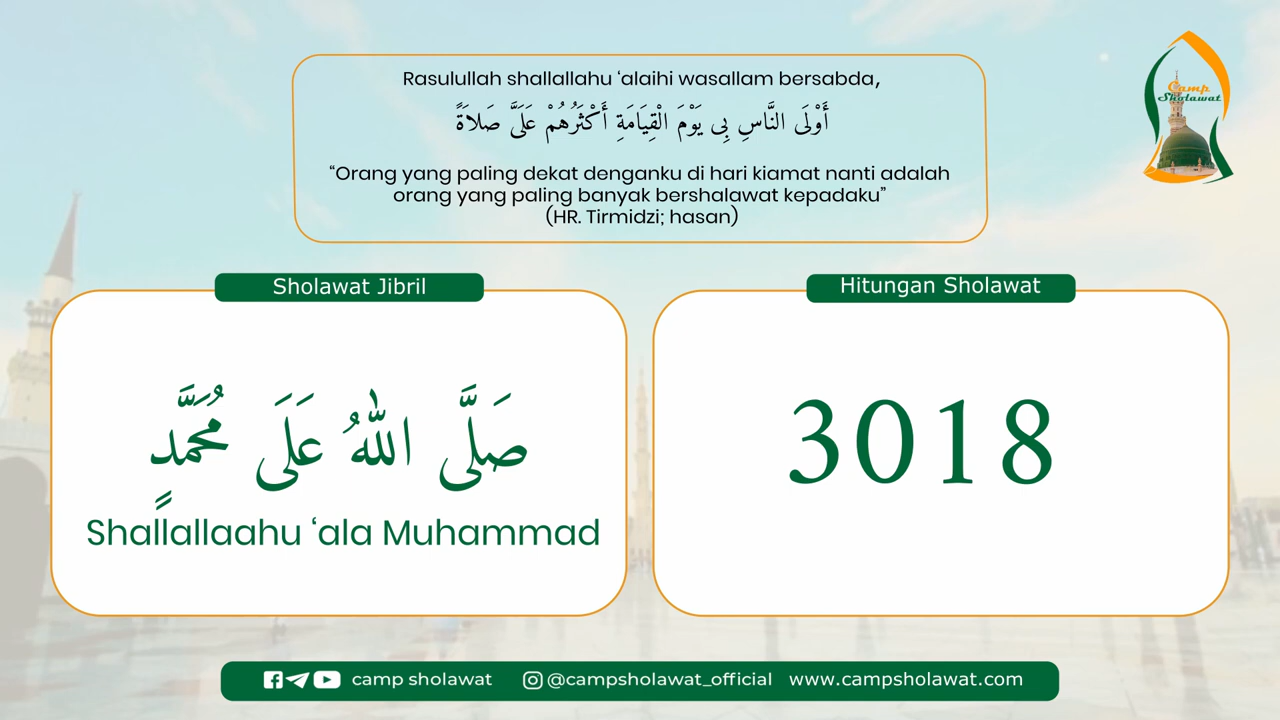 Rasulullah shallallahu ‘alaihi wasallam bersabda,
أَوْلَى النَّاسِ بِى يَوْمَ الْقِيَامَةِ أَكْثَرُهُمْ عَلَىَّ صلاَةً
“Orang yang paling dekat denganku di hari kiamat nanti adalah
orang yang paling banyak bershalawat kepadaku”
(HR. Tirmidzi; hasan)
Camp
Sholawat
Sholawat Jibril
صَلَّى اللهُ عَلَى مُحَمَّدٍ
Shallallaahu ‘ala Muhammad
Hitungan Sholawat
3018
camp sholawat @campsholawat_official www.campsholawat.com